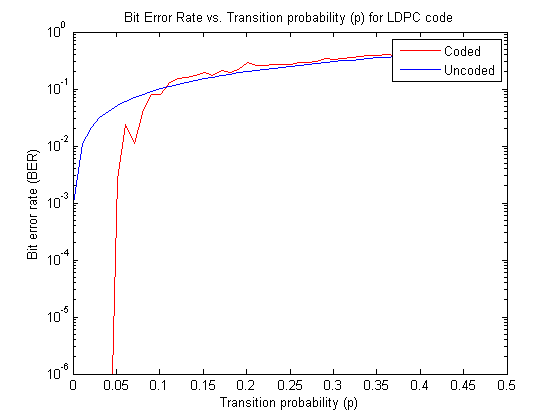 Bit Error Rate vs. Transition probability (p) for LDPC code
10^0
10^-1
10^-2
10^-3
10^-4
10^-5
10^-6
Bit error rate (BER)
Coded
Uncoded
0 0.05 0.1 0.15 0.2 0.25 0.3 0.35 0.4 0.45 0.5
Transition probability (p)